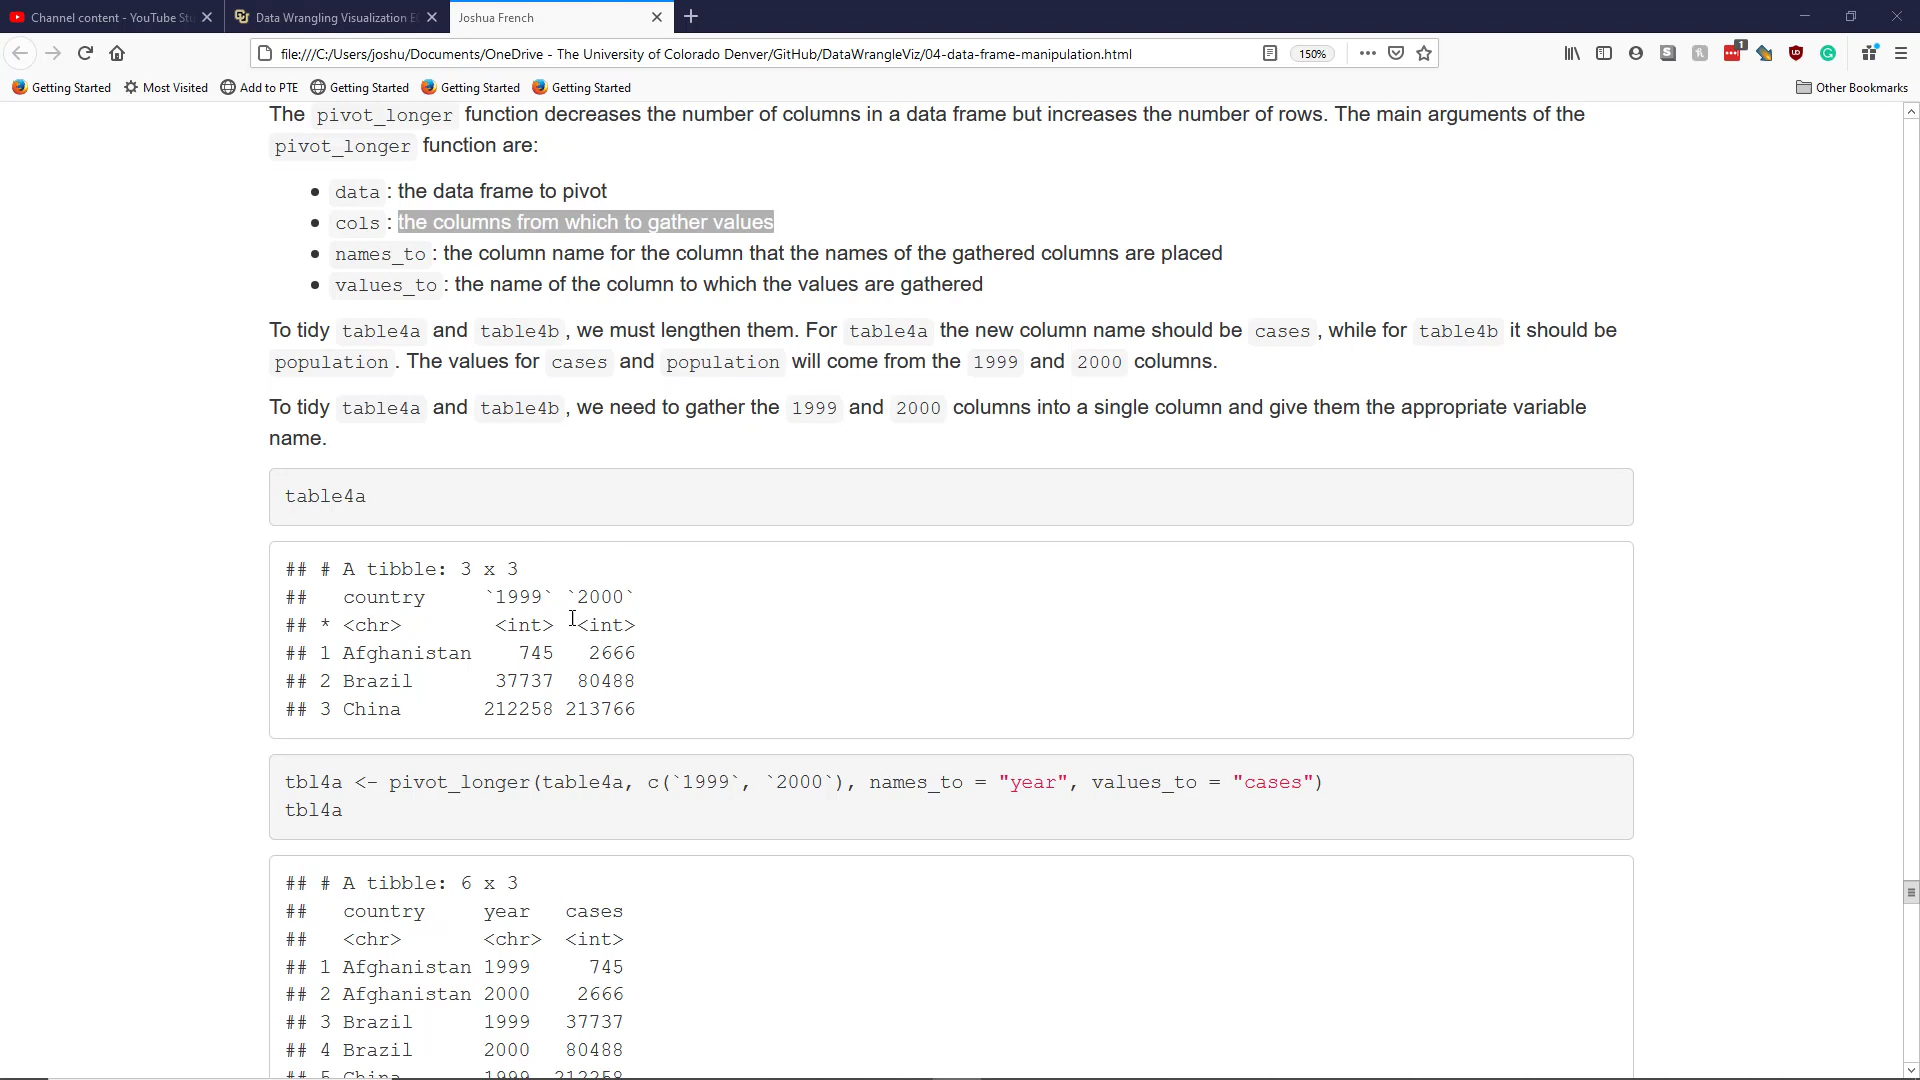 Channel content - YouTube St
Data Wrangling Visualization E
Joshua French
file:///C:/Users/joshu/Documents/OneDrive - The University of Colorado Denver/GitHub/DataWrangleViz/04-data-frame-manipulation.html
150%
1
Getting Started Most Visited Add to PTE Getting Started Getting Started Getting Started Other Bookmarks
The pivot_longer function decreases the number of columns in a data frame but increases the number of rows. The main arguments of the
pivot_longer function are:
• data : the data frame to pivot
• cols : the columns from which to gather values
• names_to : the column name for the column that the names of the gathered columns are placed
• values_to : the name of the column to which the values are gathered
To tidy table4a and table4b , we must lengthen them. For table4a the new column name should be cases , while for table4b it should be
population . The values for cases and population will come from the 1999 and 2000 columns.
To tidy table4a and table4b , we need to gather the 1999 and 2000 columns into a single column and give them the appropriate variable
name.
table4a
## # A tibble: 3 x 3
##   country     `1999` `2000`
## * <chr>        <int>  <int>
## 1 Afghanistan    745   2666
## 2 Brazil       37737  80488
## 3 China       212258 213766
tbl4a <- pivot_longer(table4a, c(`1999`, `2000`), names_to = "year", values_to = "cases")
tbl4a
## # A tibble: 6 x 3
##   country     year   cases
##   <chr>       <chr>  <int>
## 1 Afghanistan 1999     745
## 2 Afghanistan 2000    2666
## 3 Brazil      1999   37737
## 4 Brazil      2000   80488
## 5 China       1999  212258